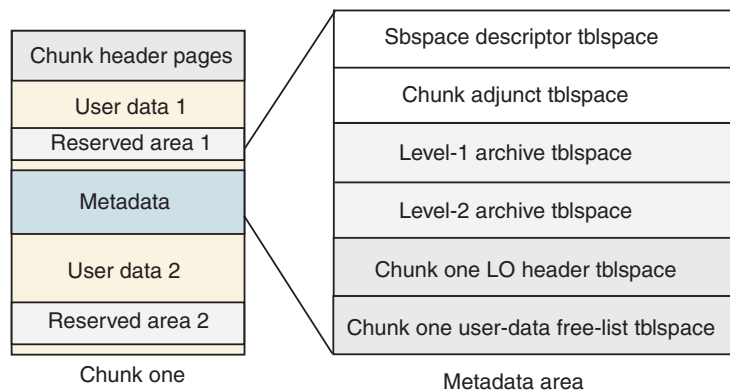 Chunk header pages
User data 1
Reserved area 1
Metadata
User data 2
Reserved area 2
Chunk one
Sbspace descriptor tblspace
Chunk adjunct tblspace
Level-1 archive tblspace
Level-2 archive tblspace
Chunk one LO header tblspace
Chunk one user-data free-list tblspace
Metadata area